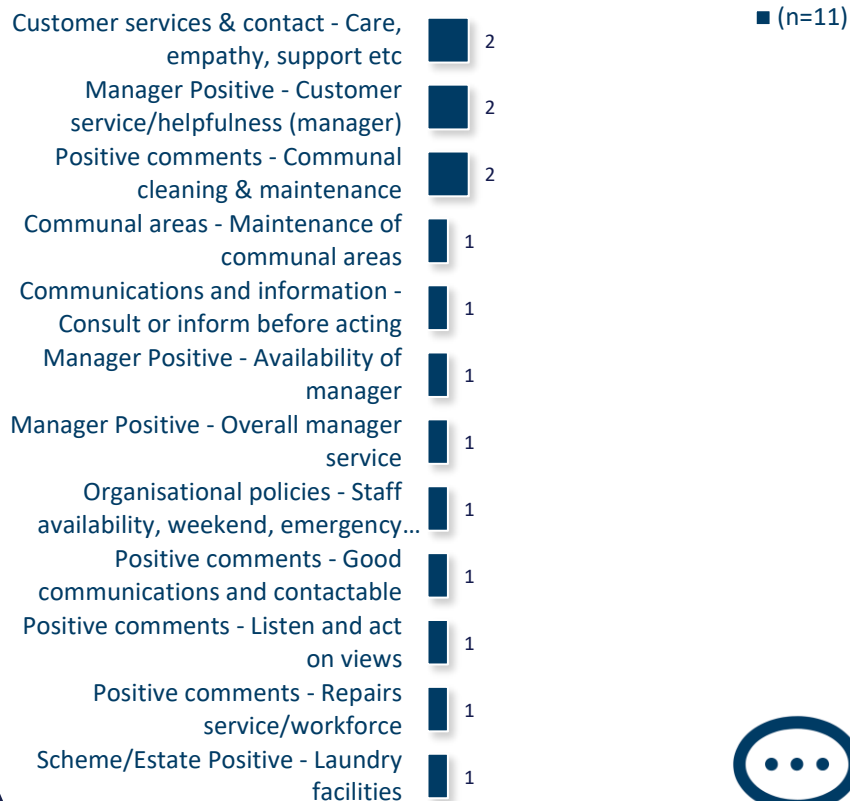 Customer services & contact - Care,
empathy, support etc
2
(n=11)
Manager Positive - Customer
service/helpfulness (manager)
2
Positive comments - Communal
cleaning & maintenance
2
Communal areas - Maintenance of
communal areas
1
Communications and information -
Consult or inform before acting
1
Manager Positive - Availability of
manager
1
Manager Positive - Overall manager
service
1
Organisational policies - Staff
availability, weekend, emergency...
1
Positive comments - Good
communications and contactable
1
Positive comments - Listen and act
on views
1
Positive comments - Repairs
service/workforce
1
Scheme/Estate Positive - Laundry
facilities
1